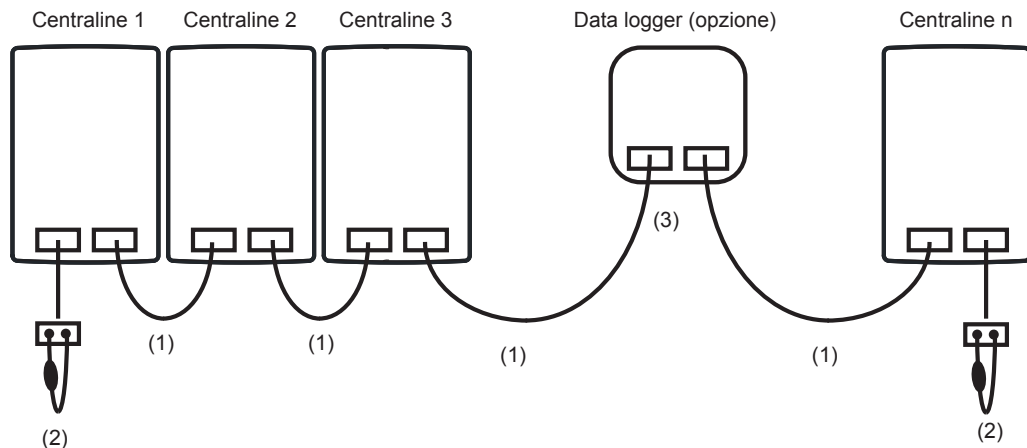 Centraline 1 Centraline 2 Centraline 3 Data logger (opzione) Centraline n
(3)
(1) (1) (1) (1)
(2) (2)